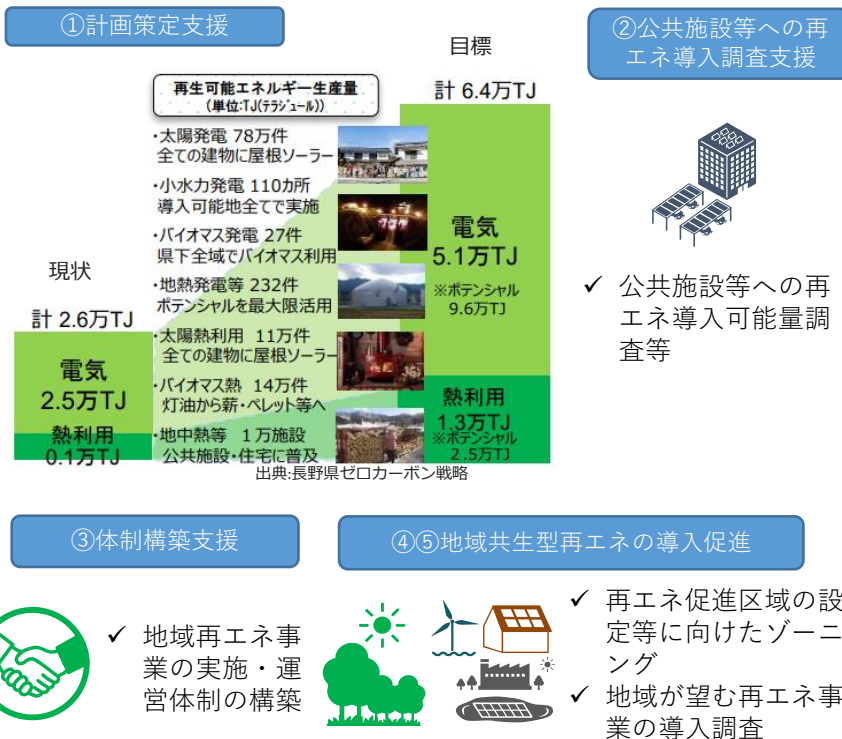 ①計画策定支援
目標
計 6.4万TJ
再生可能エネルギー生産量
(単位:TJ(テラジュール))
・太陽発電 78万件
全ての建物に屋根ソーラー
・小水力発電 110カ所
導入可能地全てで実施
・バイオマス発電 27件
県下全域でバイオマス利用
・地熱発電等 232件
ポテンシャルを最大限活用
・太陽熱利用 11万件
全ての建物に屋根ソーラー
・バイオマス熱 14万件
灯油から薪・ペレット等へ
・地中熱等 1万施設
公共施設・住宅に普及
現状
計 2.6万TJ
電気
2.5万TJ
熱利用
0.1万TJ
電気
5.1万TJ
※ポテンシャル
9.6万TJ
熱利用
1.3万TJ
※ポテンシャル
2.5万TJ
出典:長野県ゼロカーボン戦略
②公共施設等への再
エネ導入調査支援
✓ 公共施設等への再
エネ導入可能量調
査等
③体制構築支援
✓ 地域再エネ事
業の実施・運
営体制の構築
④⑤地域共生型再エネの導入促進
✓ 再エネ促進区域の設
定等に向けたゾーニ
ング
✓ 地域が望む再エネ事
業の導入調査